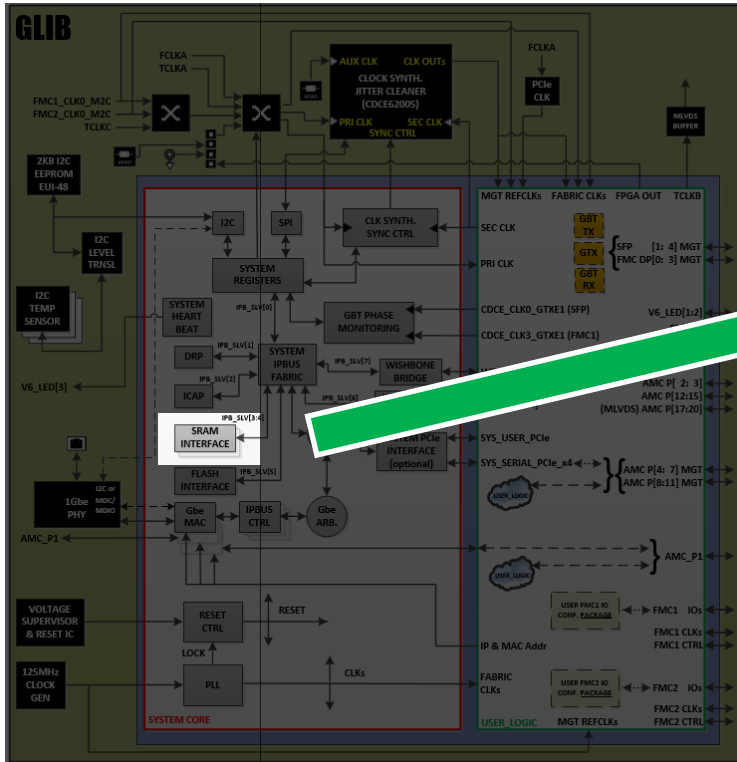 GLIB
FCLKA
TCLKA
FMC1_CLK0_M2C
FMC2_CLK0_M2C
TCLKC
VCXO
AUX CLK
CLK OUTs
CLOCK SYNTH.
JITTER CLEANER
(CDCE62005)
PRI CLK
SEC CLK
SYNC CTRL
FCLKA
PCIe
CLK
MLVDS
BUFFER
2KB I2C
EEPROM
EUI-48
I2C
LEVEL
TRNSL
I2C
TEMP
SENSOR
V6_LED[3]
I2C
SPI
CLK SYNTH.
SYNC CTRL
SYSTEM
REGISTERS
SYSTEM
HEART
BEAT
IPB_SLV[0]
GBT PHASE
MONITORING
DRP
IPB_SLV[1]
SYSTEM
IPBUS
FABRIC
IPB_SLV[7]
WISHBONE
BRIDGE
ICAP
IPB_SLV[2]
IPB_SLV[3:4]
SRAM
INTERFACE
INTERFACE
(optional)
FLASH
INTERFACE
IPB_SLV[5]
1Gbe
PHY
I2C or
MDC/
MDIO
Gbe
MAC
IPBUS
CTRL
Gbe
ARB.
AMC_P1
VOLTAGE
SUPERVISOR
& RESET IC
RESET
CTRL
RESET
LOCK
125MHz
CLOCK
GEN
PLL
CLKs
SYSTEM CORE
MGT REFCLKs
FABRIC CLKs
FPGA OUT
TCLKB
SEC CLK
PRI CLK
GBT
TX
GTX
GBT
RX
SFP [1: 4] MGT
FMC DP[0: 3] MGT
CDCE_CLK0_GTXE1 (SFP)
CDCE_CLK3_GTXE1 (FMC1)
V6_LED[1:2]
AMC P[ 2: 3]
AMC P[12:15]
(MLVDS) AMC P[17:20]
SYS_USER_PCIe
SYS_SERIAL_PCIe_x4
AMC P[4: 7] MGT
AMC P[8:11] MGT
USER_LOGIC
AMC_P1
USER_LOGIC
USER FMC1 IO
CONF. PACKAGE
FMC1 IOs
FMC1 CLKs
FMC1 CTRL
IP & MAC Addr
FABRIC
CLKs
USER FMC2 IO
CONF. PACKAGE
FMC2 IOs
FMC2 CLKs
FMC2 CTRL
USER_LOGIC
MGT REFCLKs